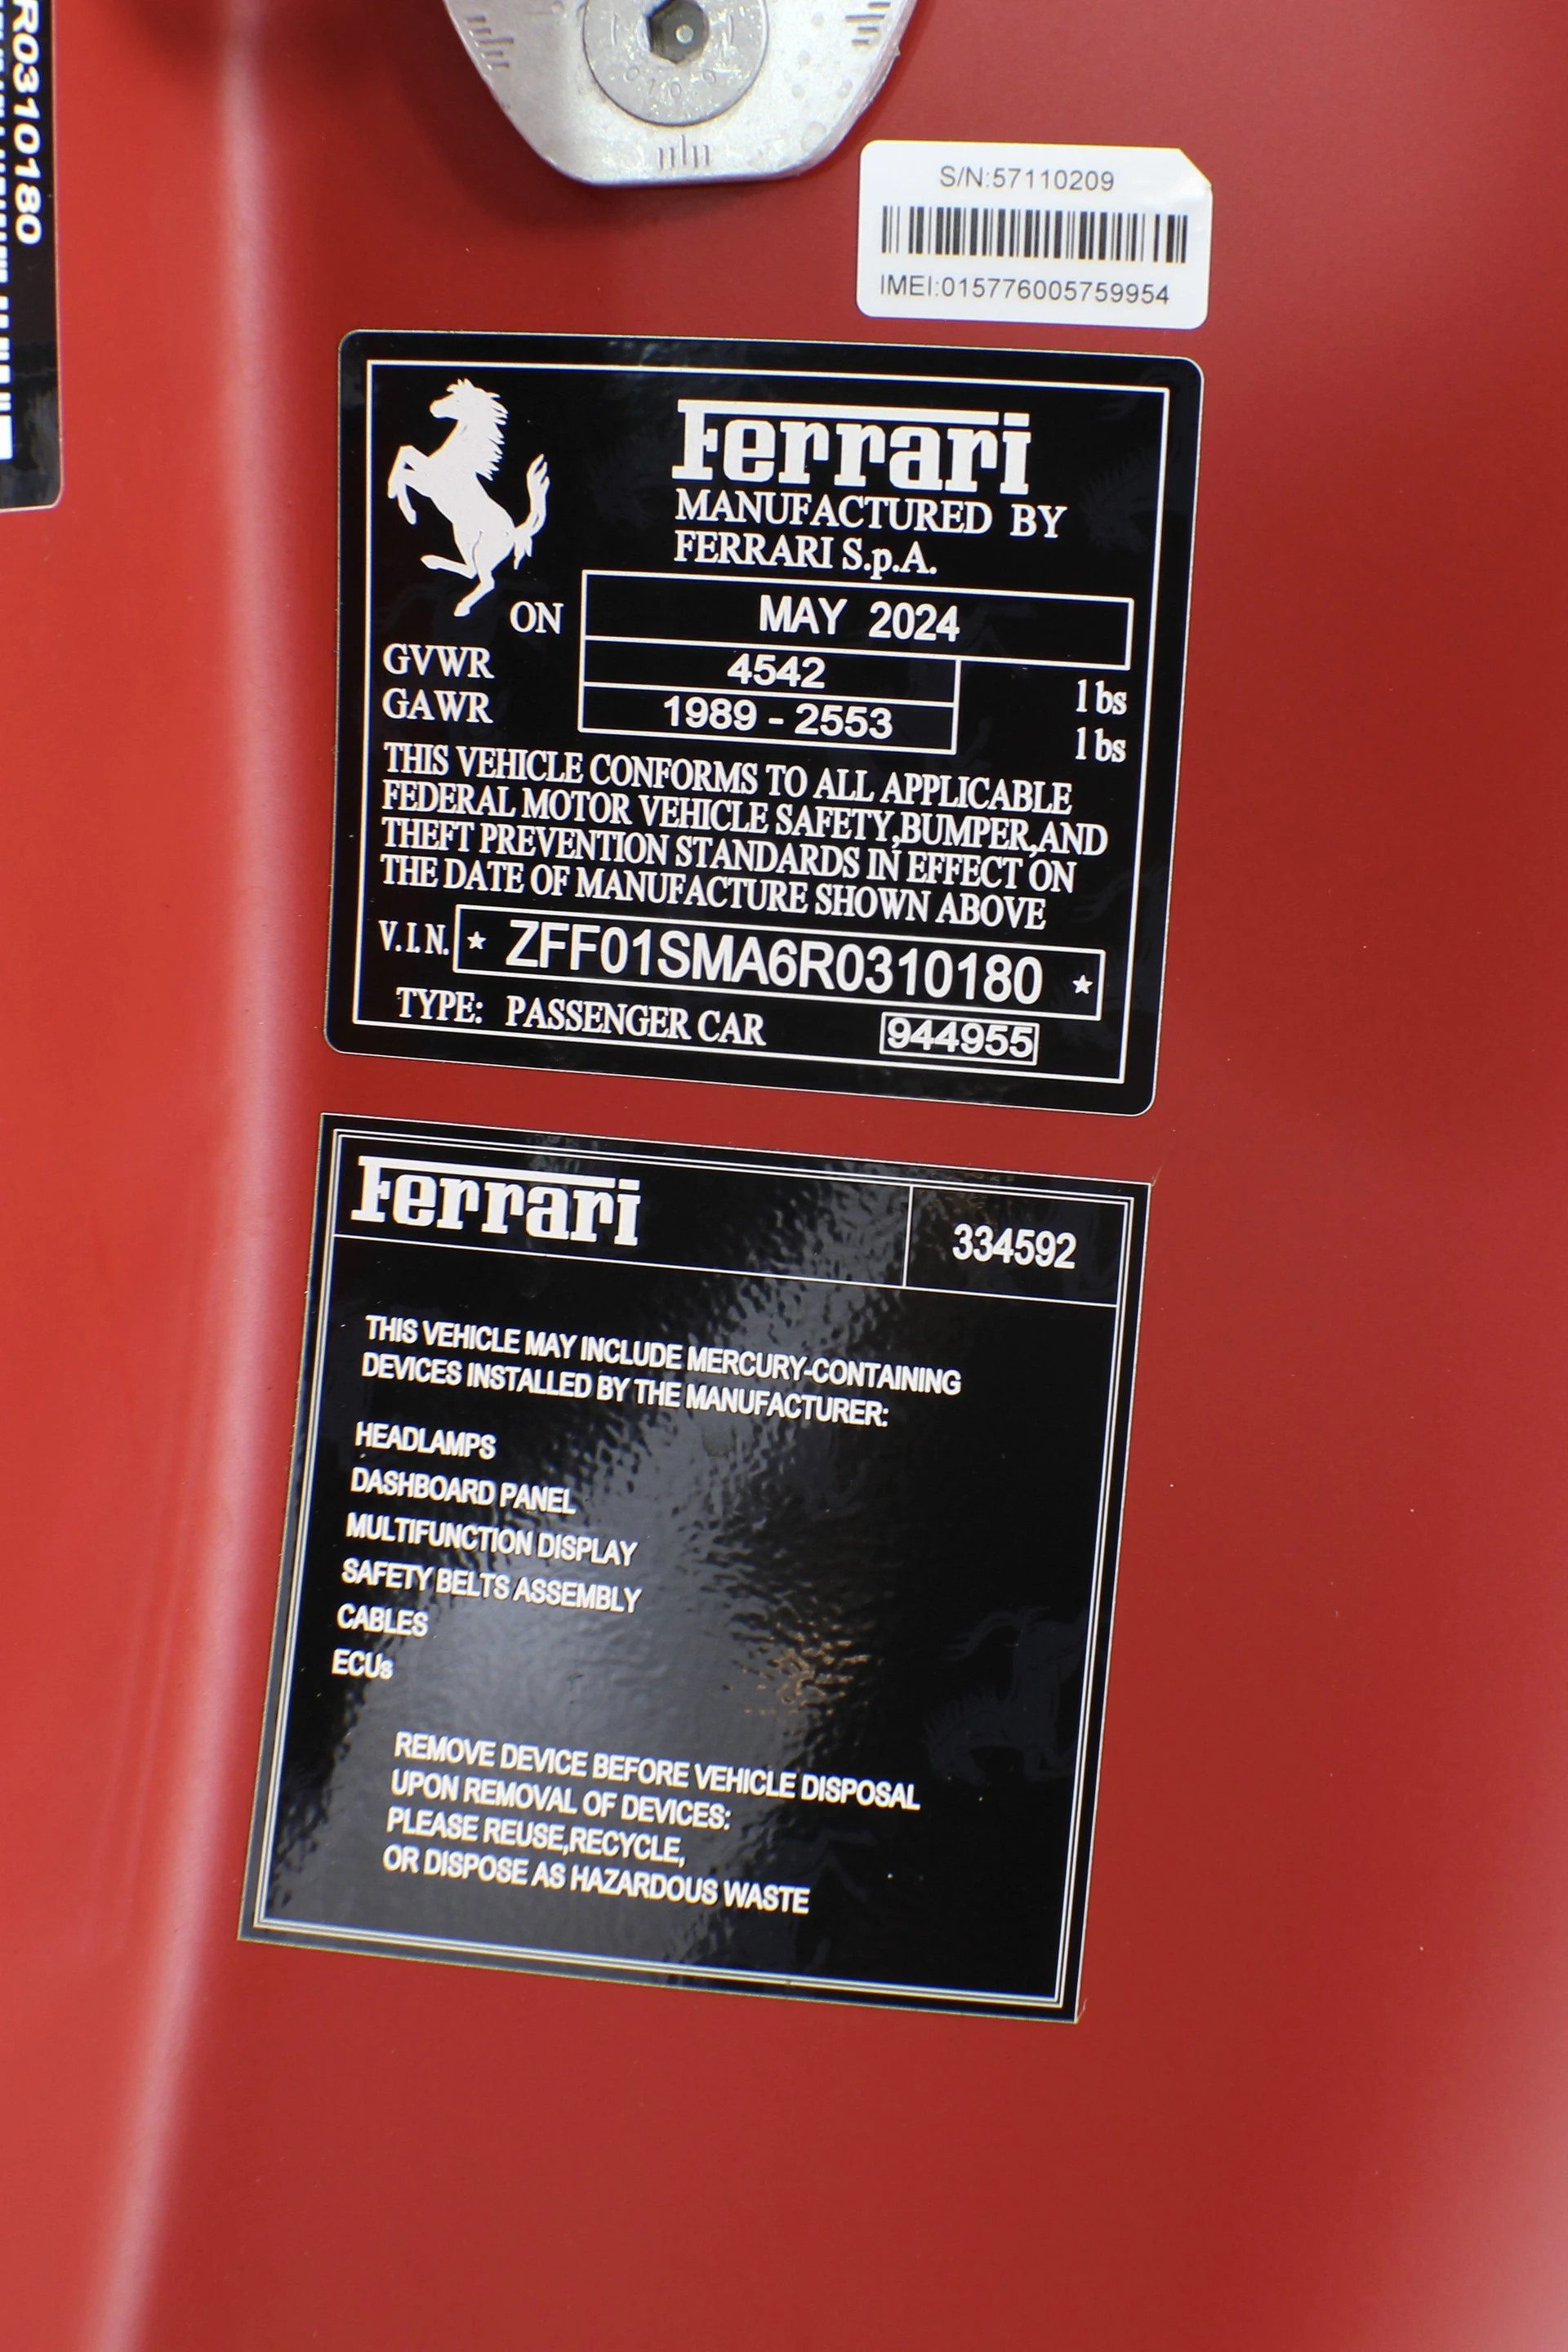 R0310180
S/N:57110209
IMEI:015776005759954
Ferrari
MANUFACTURED BY
FERRARI S.p.A.
ON MAY 2024
GVWR 4542 lbs
GAWR 1989 - 2553 lbs
THIS VEHICLE CONFORMS TO ALL APPLICABLE
FEDERAL MOTOR VEHICLE SAFETY,BUMPER,AND
THEFT PREVENTION STANDARDS IN EFFECT ON
THE DATE OF MANUFACTURE SHOWN ABOVE
V.I.N. ★ ZFF01SMA6R0310180 ★
TYPE: PASSENGER CAR 944955
Ferrari 334592
THIS VEHICLE MAY INCLUDE MERCURY-CONTAINING
DEVICES INSTALLED BY THE MANUFACTURER:
HEADLAMPS
DASHBOARD PANEL
MULTIFUNCTION DISPLAY
SAFETY BELTS ASSEMBLY
CABLES
ECUs
REMOVE DEVICE BEFORE VEHICLE DISPOSAL
UPON REMOVAL OF DEVICES:
PLEASE REUSE,RECYCLE,
OR DISPOSE AS HAZARDOUS WASTE